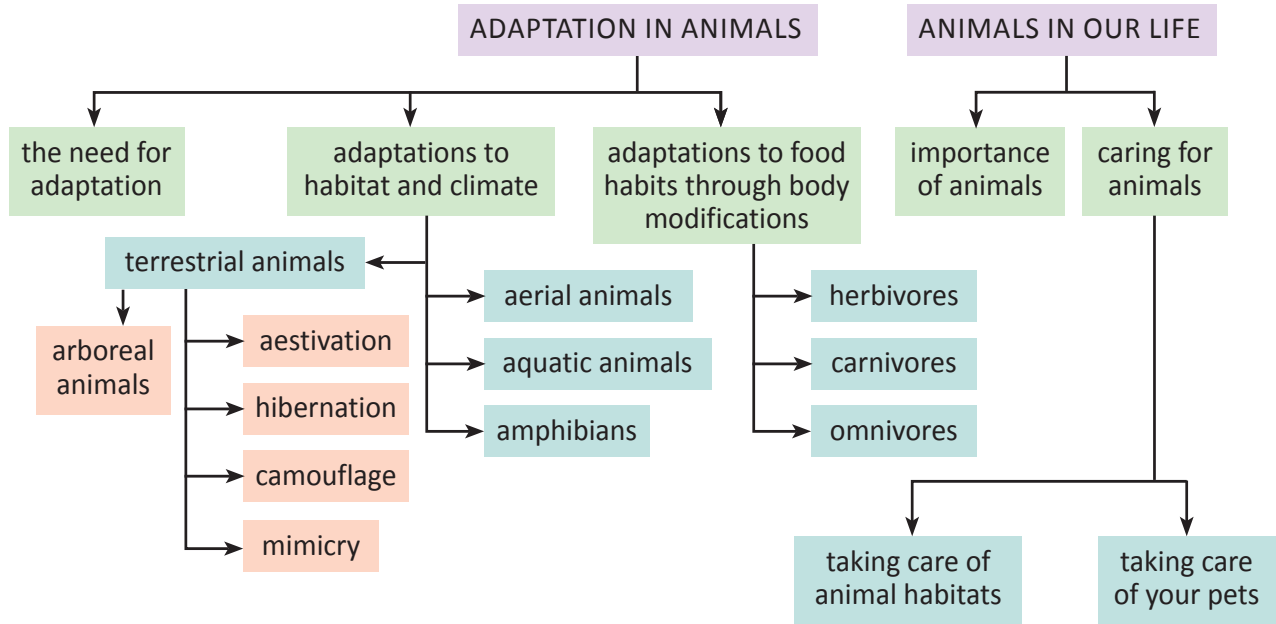 ADAPTATION IN ANIMALS
ANIMALS IN OUR LIFE
the need for
adaptation
adaptations to
habitat and climate
adaptations to food
habits through body
modifications
importance
of animals
caring for
animals
terrestrial animals
arboreal
animals
aestivation
hibernation
camouflage
mimicry
aerial animals
aquatic animals
amphibians
herbivores
carnivores
omnivores
taking care of
animal habitats
taking care
of your pets